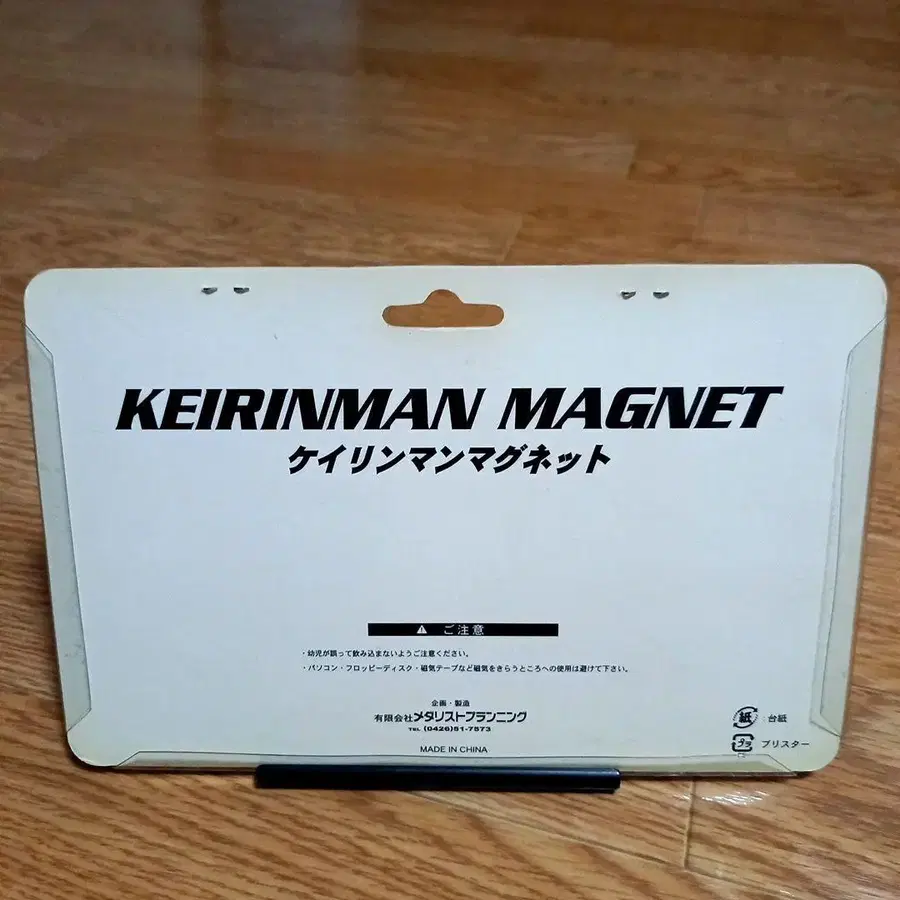 KEIRINMAN MAGNET
ケイリンマンマグネット
⚠ ご注意
・幼児が誤って飲み込まないようご注意ください。
・パソコン・フロッピーディスク・磁気テープなど磁気をきらうところへの使用は避けて下さい。
企画・製造
有限会社メタリストプランニング
TEL (0426)51-7573
MADE IN CHINA
紙 : 台紙
プラ : ブリスター